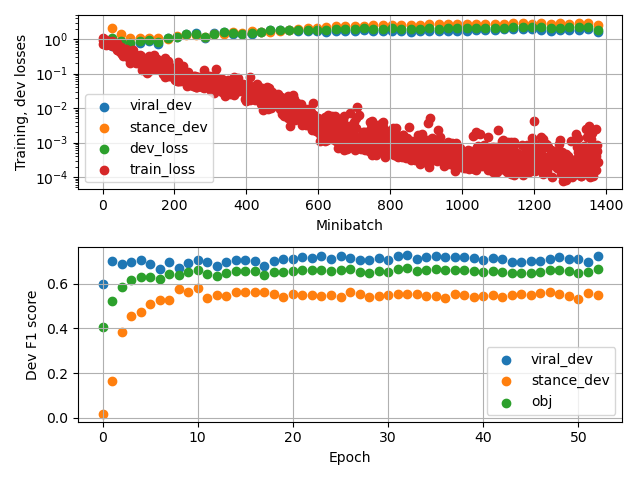 Training, dev losses
10⁰
10⁻¹
10⁻²
10⁻³
10⁻⁴
viral_dev
stance_dev
dev_loss
train_loss
0 200 400 600 800 1000 1200 1400
Minibatch
Dev F1 score
0.6
0.4
0.2
0.0
viral_dev
stance_dev
obj
0 10 20 30 40 50
Epoch